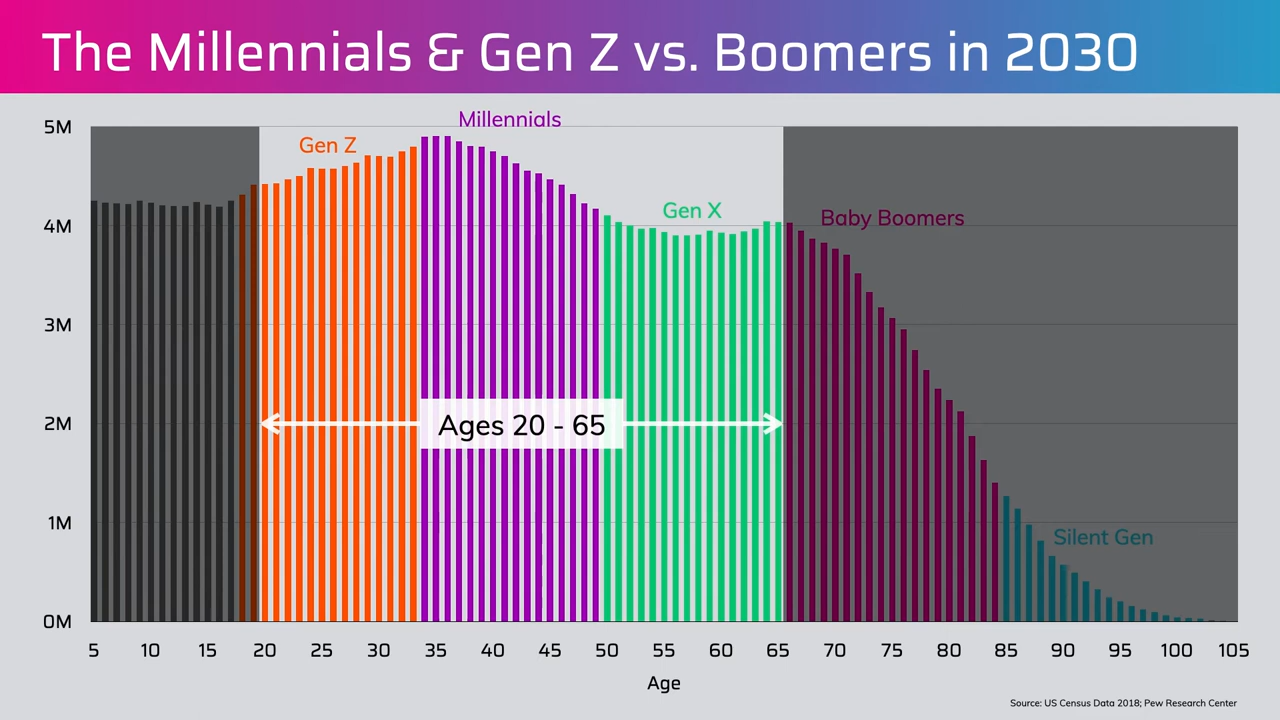 The Millennials & Gen Z vs. Boomers in 2030
Millennials
5M
Gen Z
Gen X
Baby Boomers
4M
3M
2M
Ages 20 - 65
1M
Silent Gen
0M
5 10 15 20 25 30 35 40 45 50 55 60 65 70 75 80 85 90 95 100 105
Age
Source: US Census Data 2018; Pew Research Center